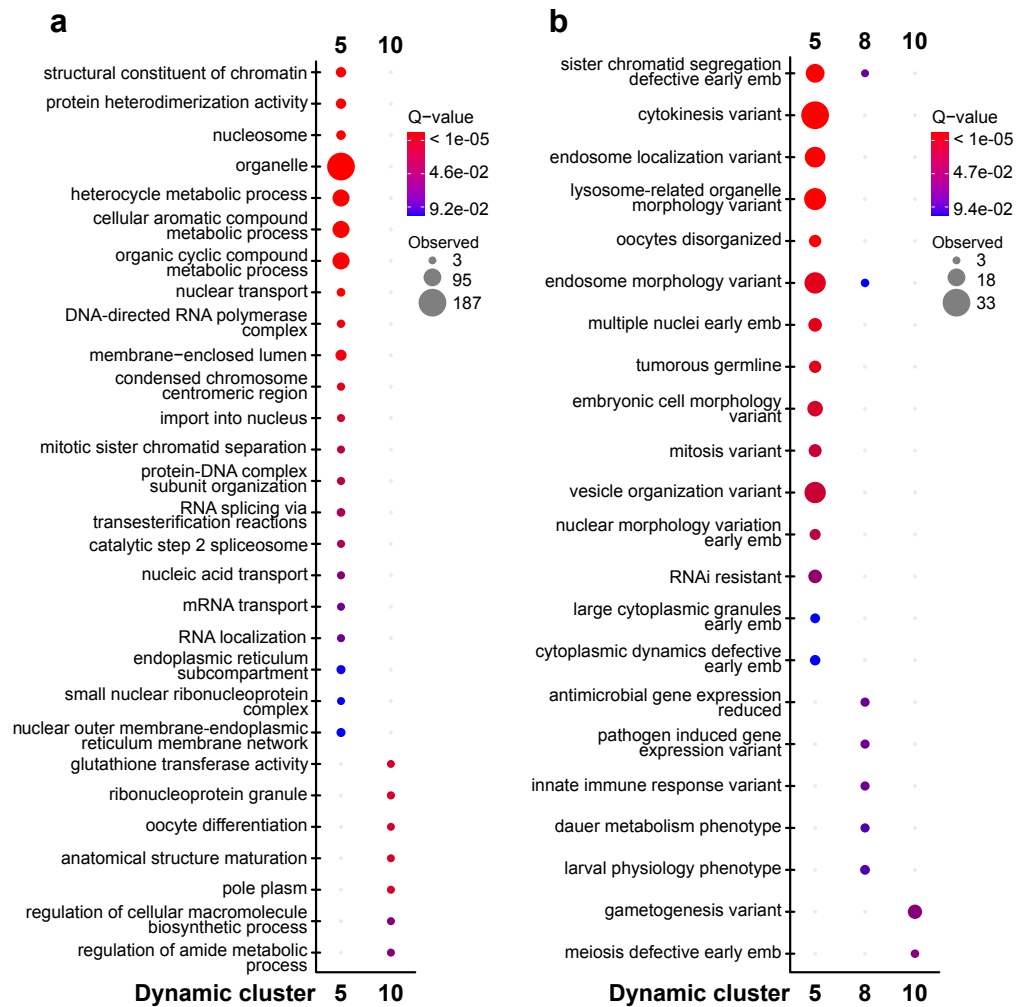 a
5 10
structural constituent of chromatin
protein heterodimerization activity
nucleosome
organelle
heterocycle metabolic process
cellular aromatic compound
metabolic process
organic cyclic compound
metabolic process
nuclear transport
DNA-directed RNA polymerase
complex
membrane−enclosed lumen
condensed chromosome
centromeric region
import into nucleus
mitotic sister chromatid separation
protein-DNA complex
subunit organization
RNA splicing via
transesterification reactions
catalytic step 2 spliceosome
nucleic acid transport
mRNA transport
RNA localization
endoplasmic reticulum
subcompartment
small nuclear ribonucleoprotein
complex
nuclear outer membrane-endoplasmic
reticulum membrane network
glutathione transferase activity
ribonucleoprotein granule
oocyte differentiation
anatomical structure maturation
pole plasm
regulation of cellular macromolecule
biosynthetic process
regulation of amide metabolic
process
Dynamic cluster 5 10
Q−value
< 1e-05
4.6e-02
9.2e-02
Observed
3
95
187
b
5 8 10
sister chromatid segregation
defective early emb
cytokinesis variant
endosome localization variant
lysosome-related organelle
morphology variant
oocytes disorganized
endosome morphology variant
multiple nuclei early emb
tumorous germline
embryonic cell morphology
variant
mitosis variant
vesicle organization variant
nuclear morphology variation
early emb
RNAi resistant
large cytoplasmic granules
early emb
cytoplasmic dynamics defective
early emb
antimicrobial gene expression
reduced
pathogen induced gene
expression variant
innate immune response variant
dauer metabolism phenotype
larval physiology phenotype
gametogenesis variant
meiosis defective early emb
Dynamic cluster 5 8 10
Q−value
< 1e-05
4.7e-02
9.4e-02
Observed
3
18
33